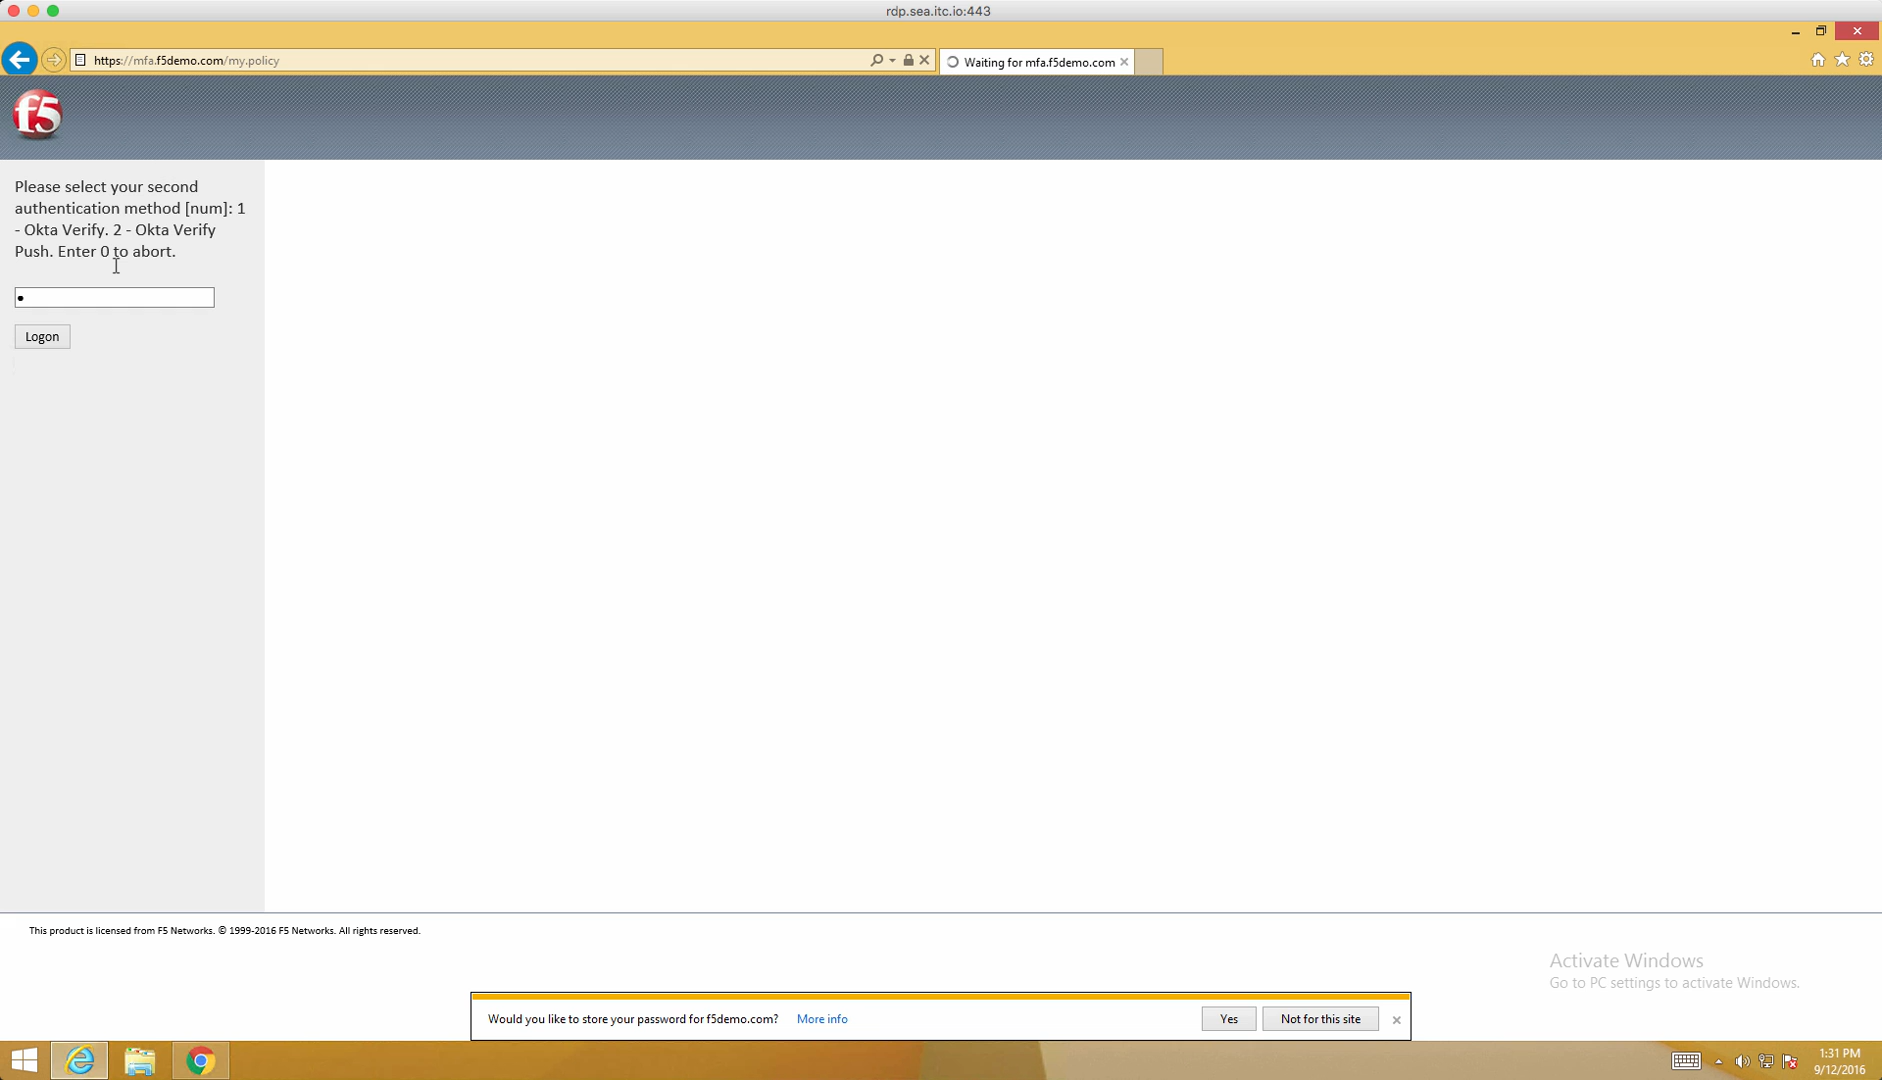 rdp.sea.itc.io:443
https://mfa.f5demo.com/my.policy
Waiting for mfa.f5demo.com
f5
Please select your second
authentication method [num]: 1
- Okta Verify. 2 - Okta Verify
Push. Enter 0 to abort.
Logon
This product is licensed from F5 Networks. © 1999-2016 F5 Networks. All rights reserved.
Activate Windows
Go to PC settings to activate Windows.
Would you like to store your password for f5demo.com? More info Yes Not for this site
1:31 PM
9/12/2016